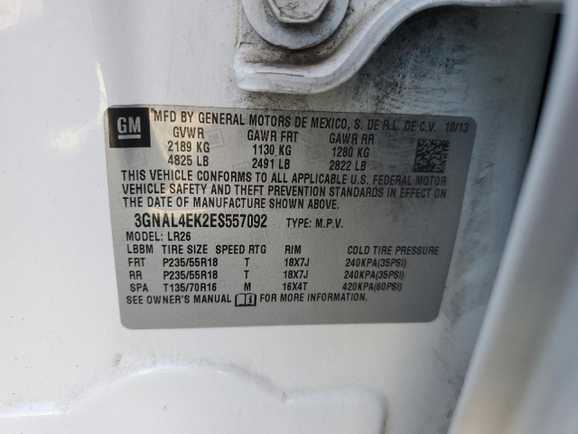 GM
MFD BY GENERAL MOTORS DE MEXICO, S. DE R.L. DE C.V. 10/13
GVWR GAWR FRT GAWR RR
2189 KG 1130 KG 1280 KG
4825 LB 2491 LB 2822 LB
THIS VEHICLE CONFORMS TO ALL APPLICABLE U.S. FEDERAL MOTOR
VEHICLE SAFETY AND THEFT PREVENTION STANDARDS IN EFFECT ON
THE DATE OF MANUFACTURE SHOWN ABOVE.
3GNAL4EK2ES557092 TYPE: M.P.V.
MODEL: LR26
LBBM TIRE SIZE SPEED RTG RIM COLD TIRE PRESSURE
FRT P235/55R18 T 18X7J 240KPA(35PSI)
RR P235/55R18 T 18X7J 240KPA(35PSI)
SPA T135/70R16 M 16X4T 420KPA(60PSI)
SEE OWNER'S MANUAL FOR MORE INFORMATION.